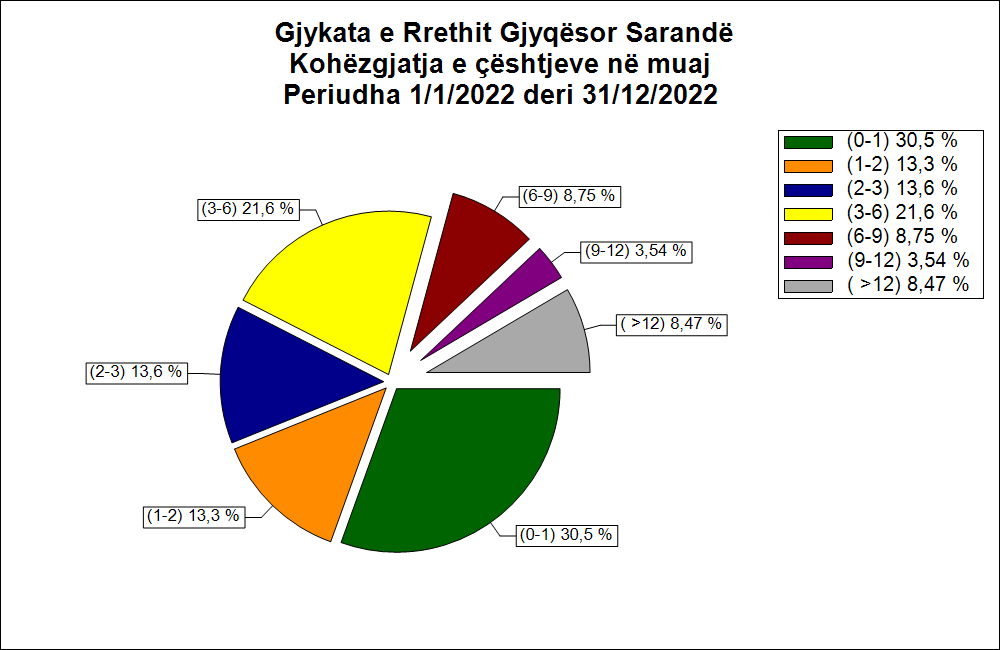 Gjykata e Rrethit Gjyqësor Sarandë
Kohëzgjatja e çështjeve në muaj
Periudha 1/1/2022 deri 31/12/2022
(0-1) 30,5 %
(1-2) 13,3 %
(2-3) 13,6 %
(3-6) 21,6 %
(6-9) 8,75 %
(9-12) 3,54 %
( >12) 8,47 %
(6-9) 8,75 %
(3-6) 21,6 %
(9-12) 3,54 %
( >12) 8,47 %
(2-3) 13,6 %
(1-2) 13,3 %
(0-1) 30,5 %